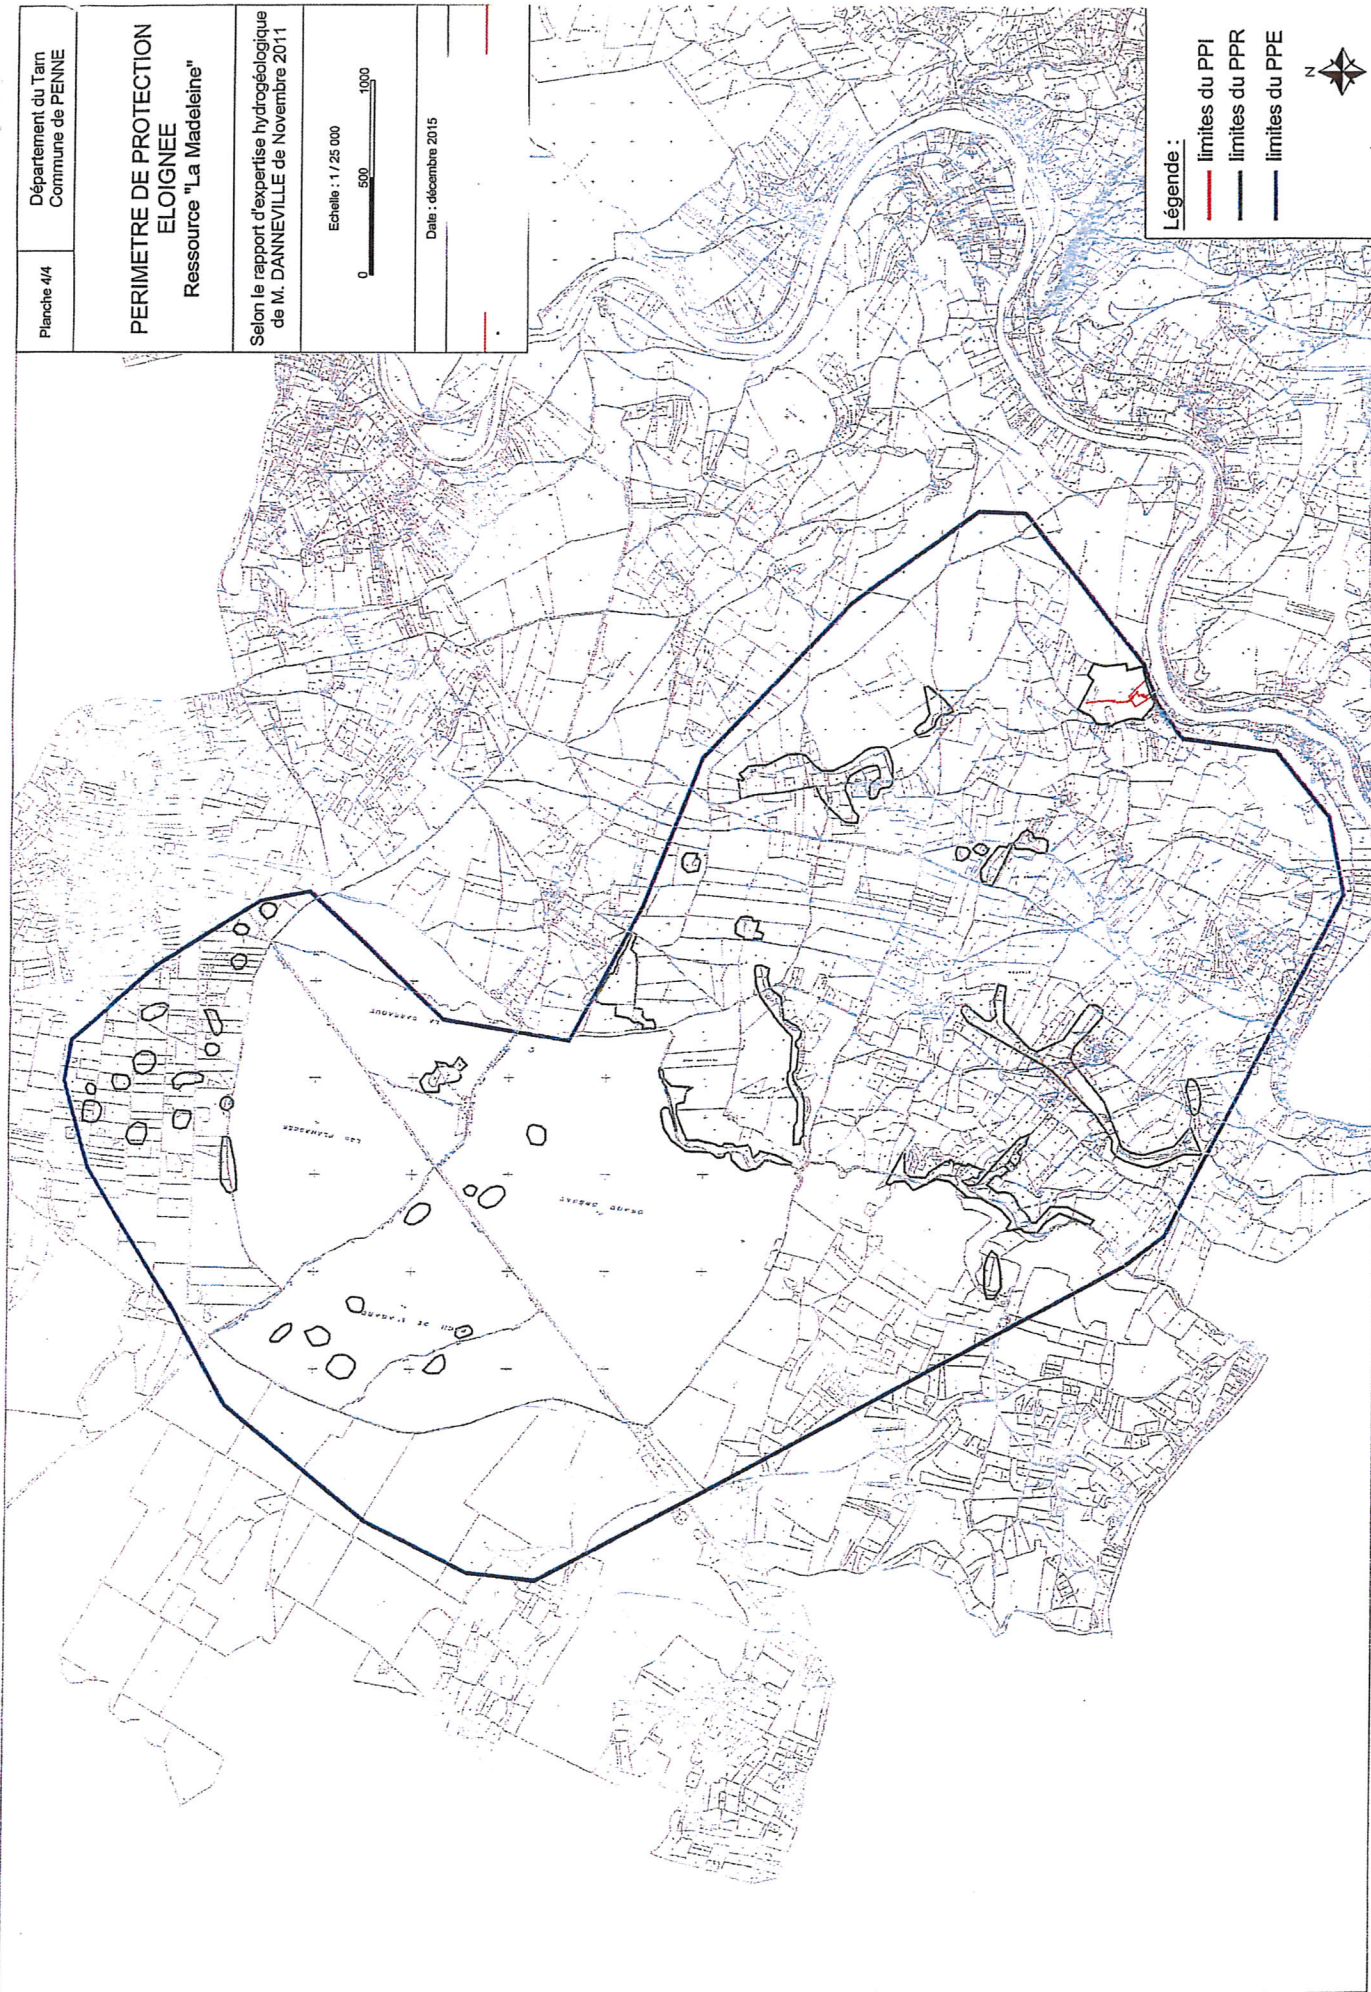 Planche 4/4
Département du Tarn
Commune de PENNE
PERIMETRE DE PROTECTION
ELOIGNEE
Ressource "La Madeleine"
Selon le rapport d'expertise hydrogéologique
de M. DANNEVILLE de Novembre 2011
Echelle : 1 / 25 000
0 500 1000
Date : décembre 2015
Légende :
limites du PPI
limites du PPR
limites du PPE
N